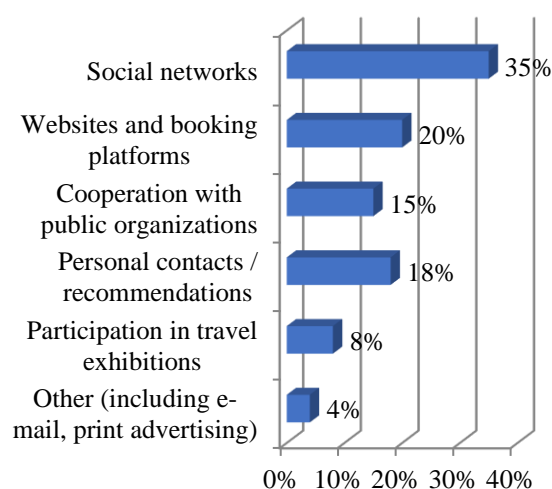 Social networks
35%
Websites and booking
platforms
20%
Cooperation with
public organizations
15%
Personal contacts /
recommendations
18%
Participation in travel
exhibitions
8%
Other (including e-
mail, print advertising)
4%
0% 10% 20% 30% 40%